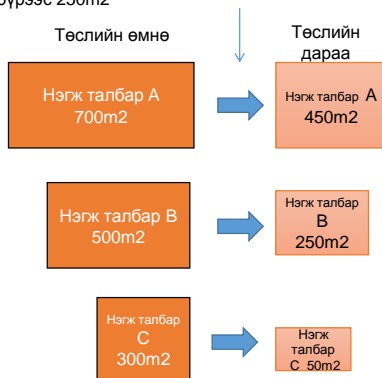 250m2
Төслийн өмнө
Төслийн
дараа
Нэгж талбар А
700m2
Нэгж талбар А
450m2
Нэгж талбар В
500m2
Нэгж талбар
В
250m2
Нэгж талбар
С
300m2
Нэгж
талбар
С 50m2